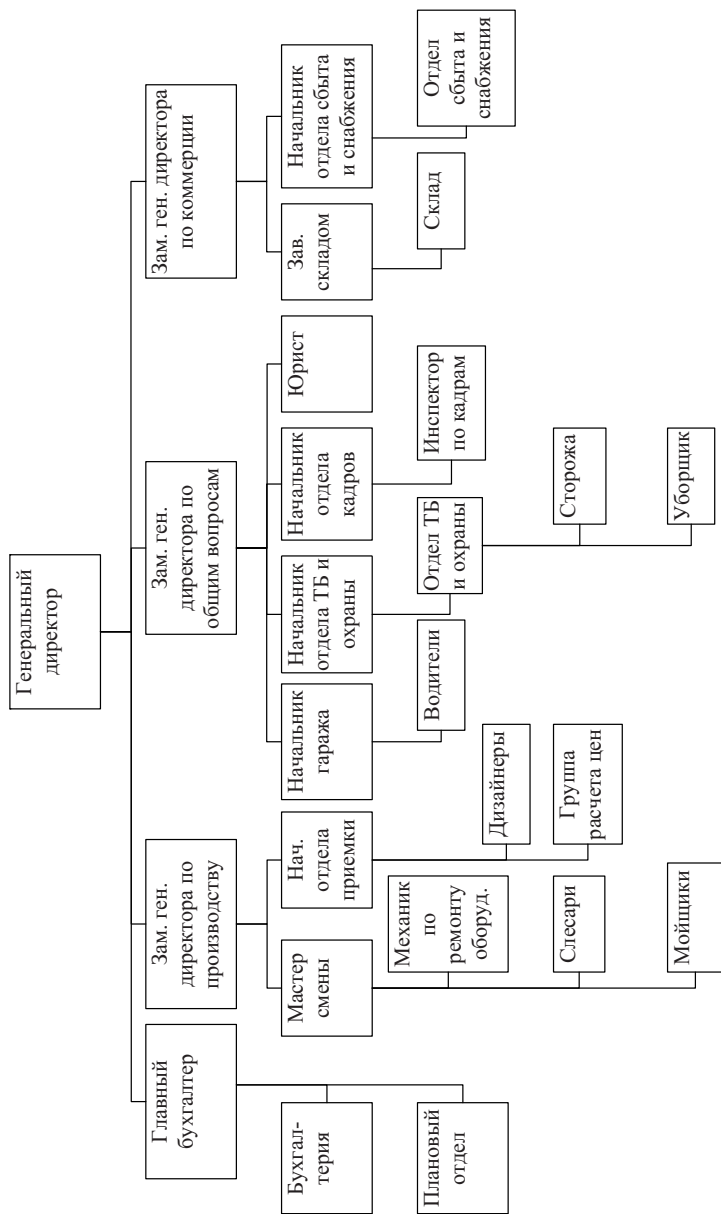 Генеральный
директор
Главный
бухгалтер
Зам. ген.
директора по
производству
Зам. ген.
директора по
общим вопросам
Зам. ген. директора
по коммерции
Бухгал-
терия
Мастер
смены
Нач.
отдела
приемки
Начальник
гаража
Начальник
отдела ТБ и
охраны
Начальник
отдела
кадров
Юрист
Зав.
складом
Начальник
отдела сбыта
и снабжения
Плановый
отдел
Механик
по
ремонту
оборуд.
Дизайнеры
Водители
Отдел ТБ
и охраны
Инспектор
по кадрам
Склад
Отдел
сбыта и
снабжения
Слесари
Группа
расчета цен
Сторожа
Мойщики
Уборщик